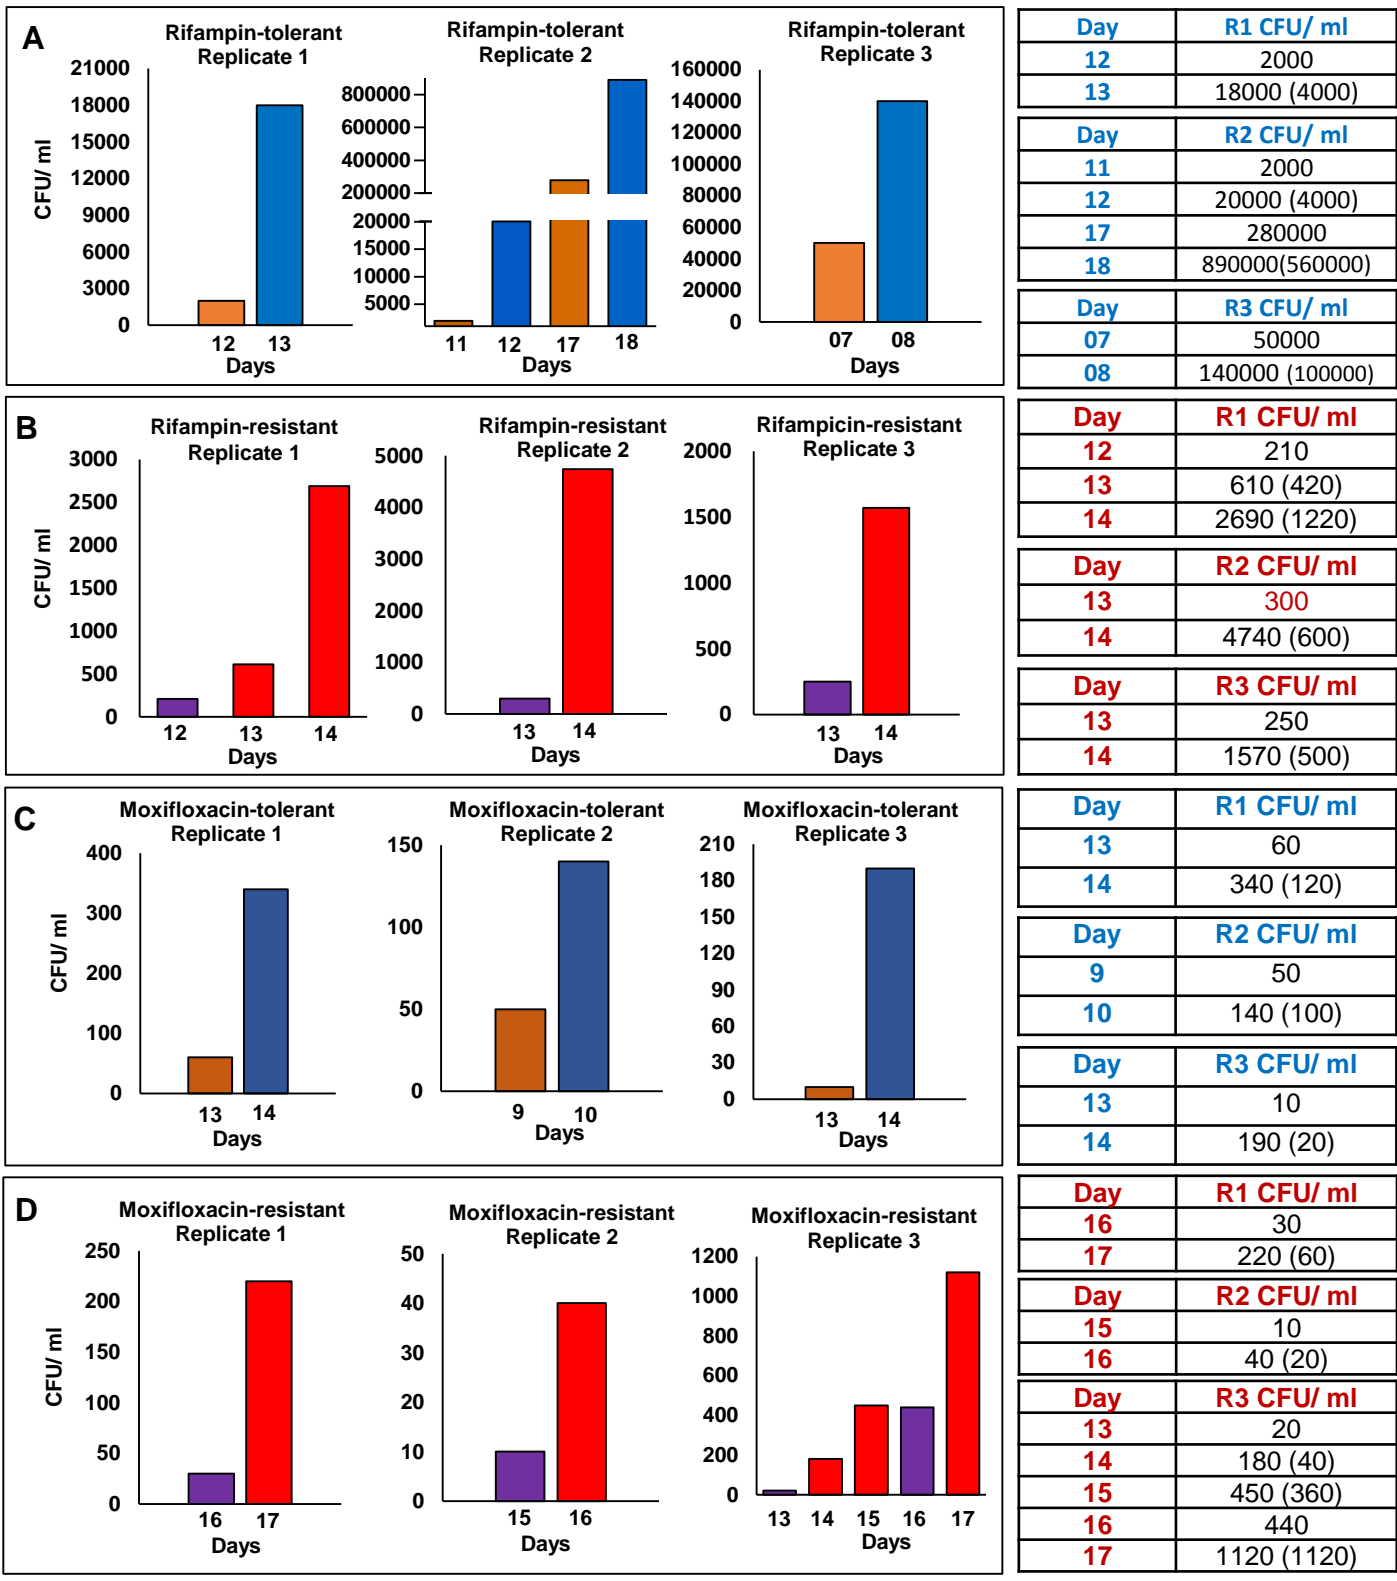 A
Rifampin-tolerant
Replicate 1
CFU/ ml
21000
18000
15000
12000
9000
6000
3000
0
12 13
Days
Rifampin-tolerant
Replicate 2
800000
600000
400000
200000
20000
15000
10000
5000
11 12 17 18
Days
Rifampin-tolerant
Replicate 3
160000
140000
120000
100000
80000
60000
40000
20000
0
07 08
Days
Day R1 CFU/ ml
12 2000
13 18000 (4000)
Day R2 CFU/ ml
11 2000
12 20000 (4000)
17 280000
18 890000(560000)
Day R3 CFU/ ml
07 50000
08 140000 (100000)
B
Rifampin-resistant
Replicate 1
CFU/ ml
3000
2500
2000
1500
1000
500
0
12 13 14
Days
Rifampin-resistant
Replicate 2
5000
4000
3000
2000
1000
0
13 14
Days
Rifampicin-resistant
Replicate 3
2000
1500
1000
500
0
13 14
Days
Day R1 CFU/ ml
12 210
13 610 (420)
14 2690 (1220)
Day R2 CFU/ ml
13 300
14 4740 (600)
Day R3 CFU/ ml
13 250
14 1570 (500)
C
Moxifloxacin-tolerant
Replicate 1
CFU/ ml
400
300
200
100
0
13 14
Days
Moxifloxacin-tolerant
Replicate 2
150
100
50
0
9 10
Days
Moxifloxacin-tolerant
Replicate 3
210
180
150
120
90
60
30
0
13 14
Days
Day R1 CFU/ ml
13 60
14 340 (120)
Day R2 CFU/ ml
9 50
10 140 (100)
Day R3 CFU/ ml
13 10
14 190 (20)
D
Moxifloxacin-resistant
Replicate 1
CFU/ ml
250
200
150
100
50
0
16 17
Days
Moxifloxacin-resistant
Replicate 2
50
40
30
20
10
0
15 16
Days
Moxifloxacin-resistant
Replicate 3
1200
1000
800
600
400
200
0
13 14 15 16 17
Days
Day R1 CFU/ ml
16 30
17 220 (60)
Day R2 CFU/ ml
15 10
16 40 (20)
Day R3 CFU/ ml
13 20
14 180 (40)
15 450 (360)
16 440
17 1120 (1120)